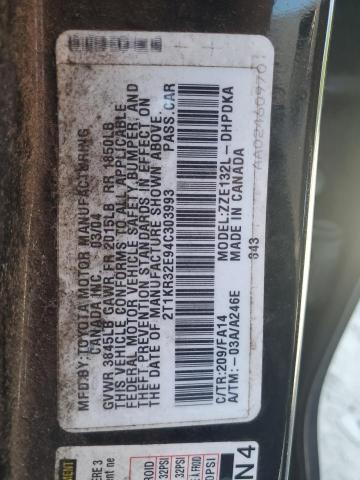 MFD.BY:TOYOTA MOTOR MANUFACTURING
CANADA INC. 03/04
GVWR 3845LB GAWR FR 2015LB RR 1850LB
THIS VEHICLE CONFORMS TO ALL APPLICABLE
FEDERAL MOTOR VEHICLE SAFETY,BUMPER, AND
THEFT PREVENTION STANDARDS IN EFFECT ON
THE DATE OF MANUFACTURE SHOWN ABOVE.
2T1KR32E94C303993 PASS.CAR
C/TR:209/FA14 MODEL:ZZE132L-DHPDKA
A/TM:-03A/A246E MADE IN CANADA
643
AA0246097